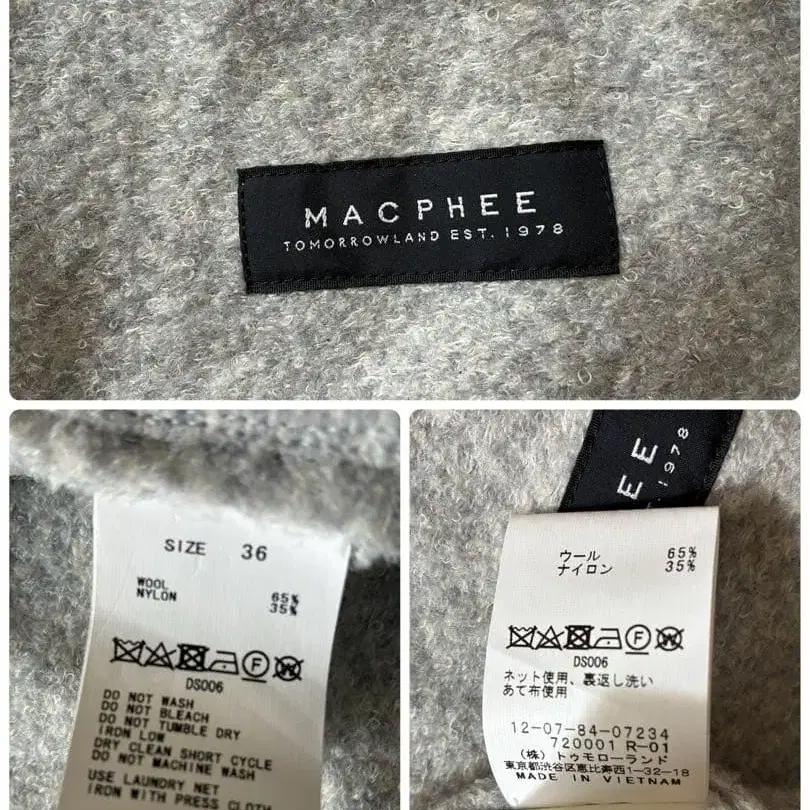 MACPHEE
TOMORROWLAND EST. 1978
SIZE 36
WOOL 65%
NYLON 35%
DS006
DO NOT WASH
DO NOT BLEACH
DO NOT TUMBLE DRY
IRON LOW
DRY CLEAN SHORT CYCLE
DO NOT MACHINE WASH
USE LAUNDRY NET
IRON WITH PRESS CLOTH
EE
1978
ウール 65%
ナイロン 35%
F
DS006
ネット使用、裏返し洗い
あて布使用
12-07-84-07234
720001 R-01
(株) トゥモローランド
東京都渋谷区恵比寿西1-32-18
MADE IN VIETNAM